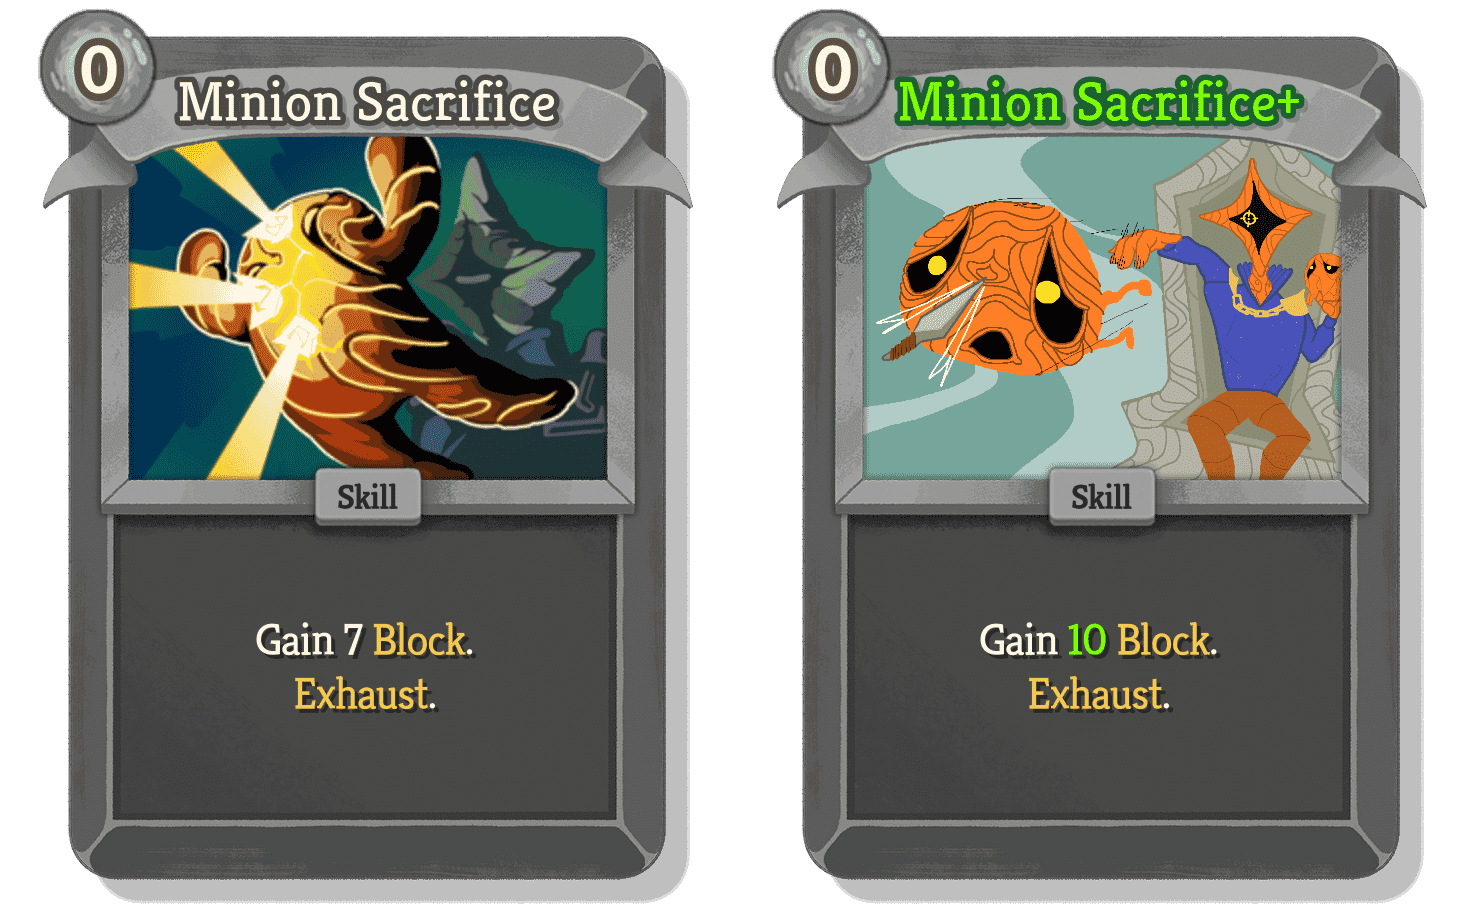 0
Minion Sacrifice
Skill
Gain 7 Block.
Exhaust.
0
Minion Sacrifice+
Skill
Gain 10 Block.
Exhaust.